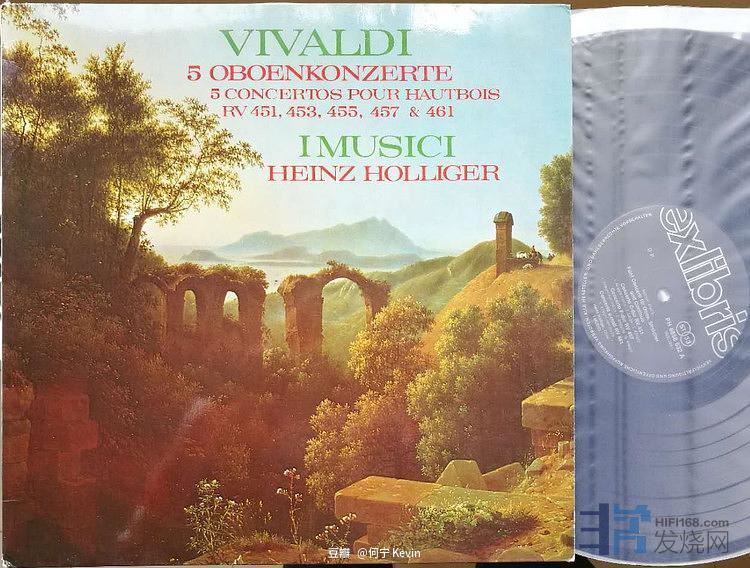 VIVALDI
5 OBOENKONZERTE
5 CONCERTOS POUR HAUTBOIS
RV 451, 453, 455, 457 & 461
I MUSICI
HEINZ HOLLIGER
exlibris
豆瓣 @何宁 Kevin
HIFI168.com
发烧网